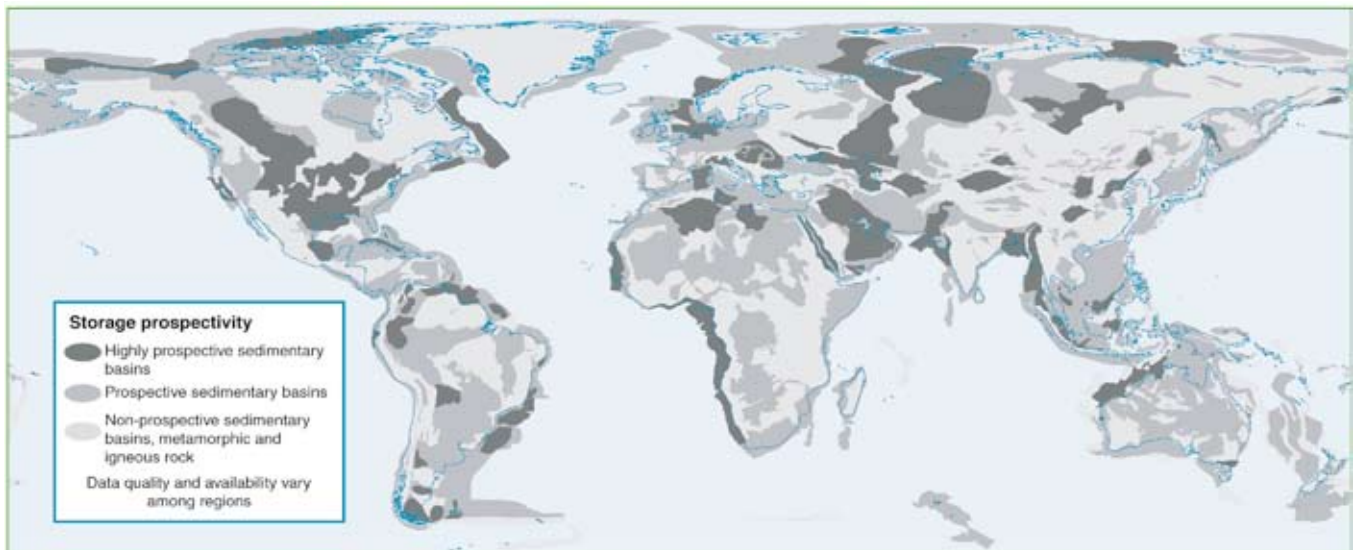 Storage prospectivity
Highly prospective sedimentary
basins
Prospective sedimentary basins
Non-prospective sedimentary
basins, metamorphic and
igneous rock
Data quality and availability vary
among regions